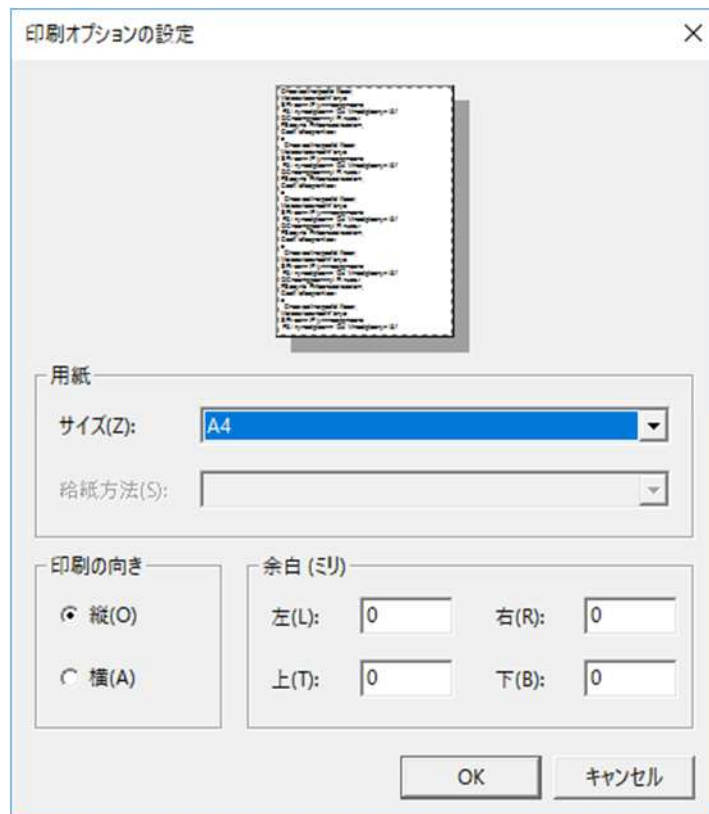 印刷オプションの設定
用紙
サイズ(Z): A4
給紙方法(S):
印刷の向き
縦(O)
横(A)
余白 (ミリ)
左(L): 0 右(R): 0
上(T): 0 下(B): 0
OK キャンセル